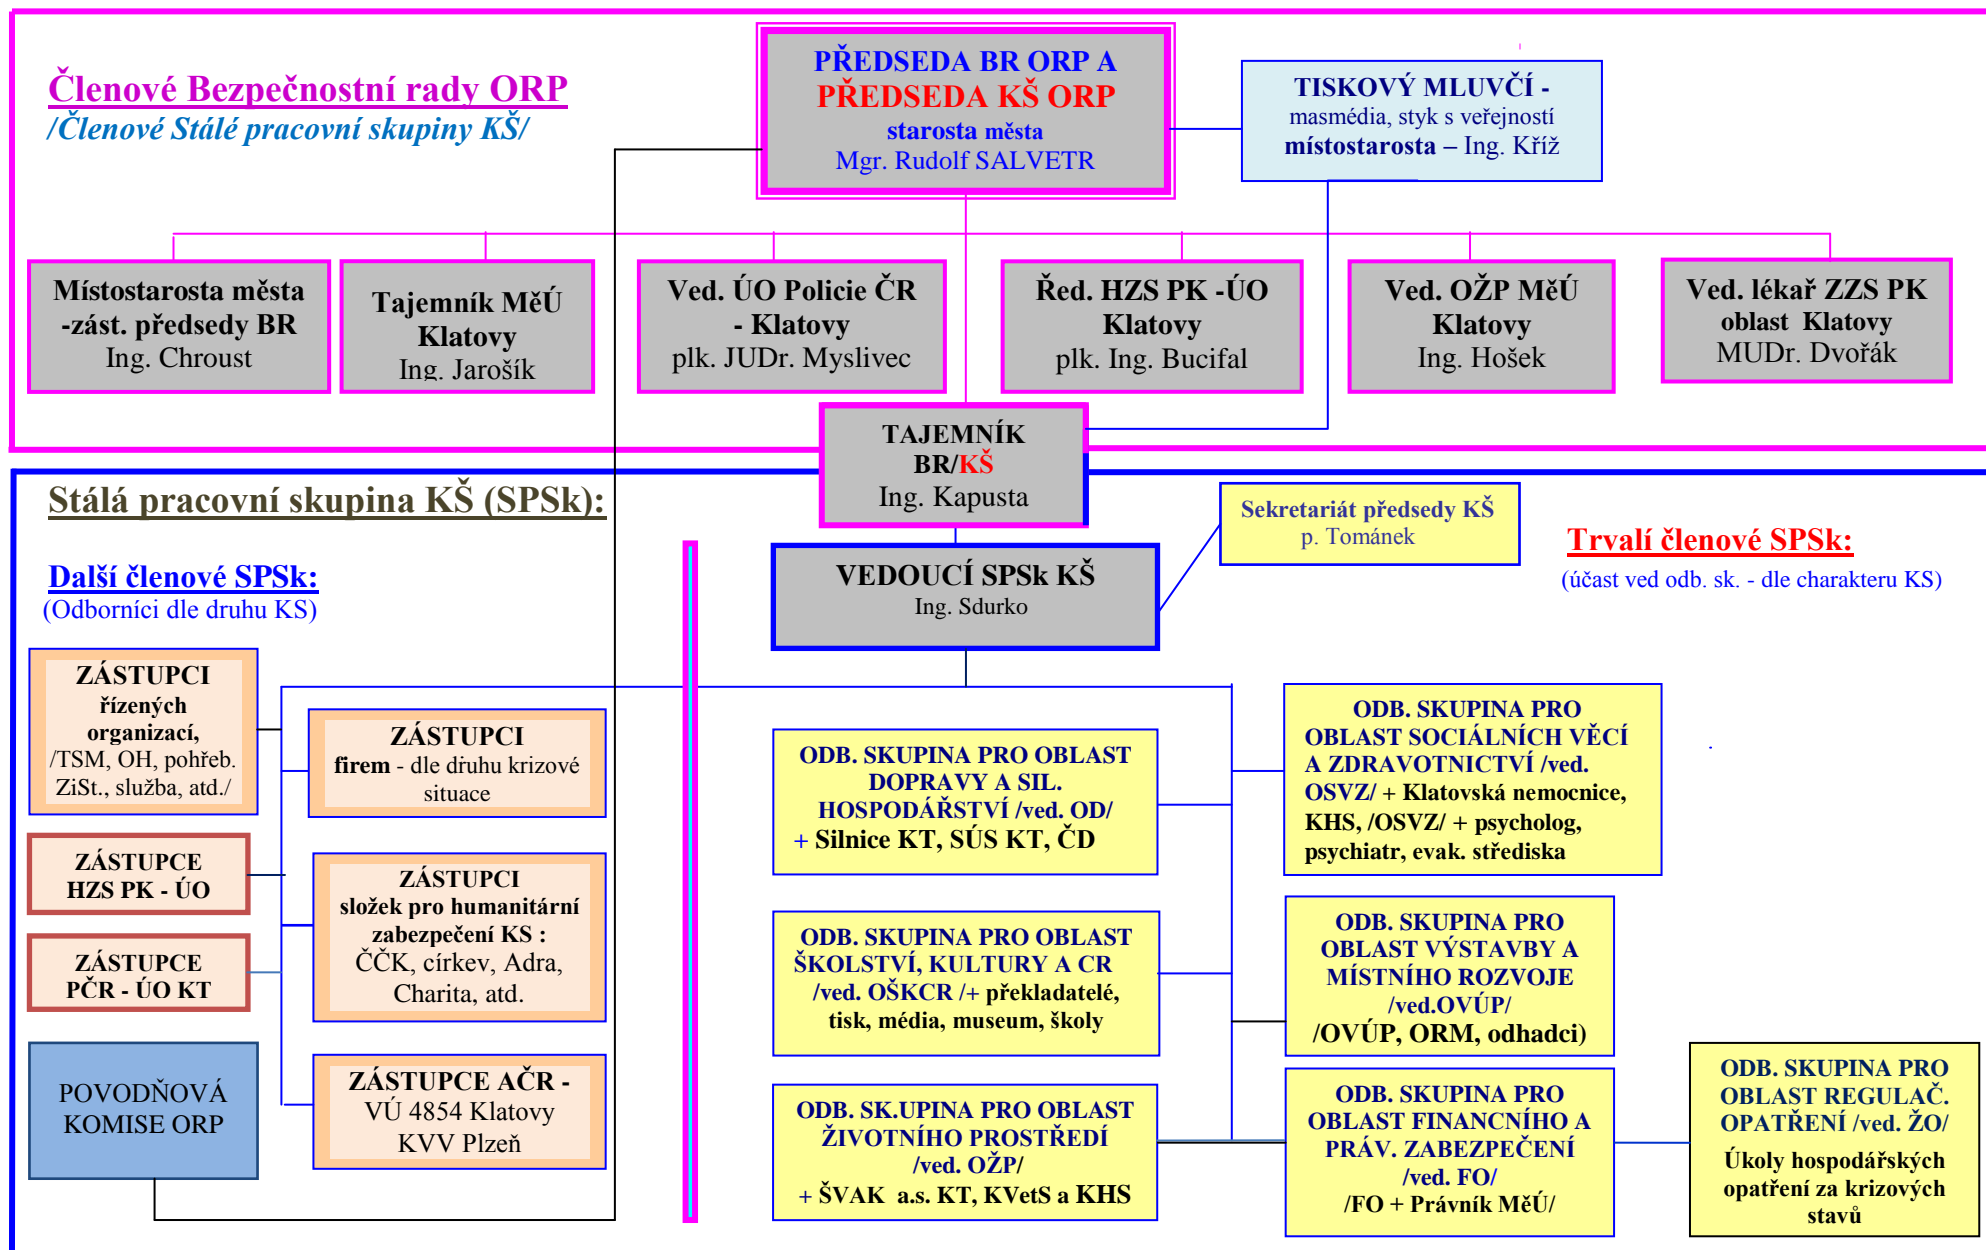 Členové Bezpečnostní rady ORP
/Členové Stálé pracovní skupiny KŠ/
PŘEDSEDA BR ORP A
PŘEDSEDA KŠ ORP
starosta města
Mgr. Rudolf SALVETR
TISKOVÝ MLUVČÍ -
masmédia, styk s veřejností
místostarosta – Ing. Kříž
Místostarosta města
-zást. předsedy BR
Ing. Chroust
Tajemník MěÚ
Klatovy
Ing. Jarošík
Ved. ÚO Policie ČR
- Klatovy
plk. JUDr. Myslivec
Řed. HZS PK -ÚO
Klatovy
plk. Ing. Bucifal
Ved. OŽP MěÚ
Klatovy
Ing. Hošek
Ved. lékař ZZS PK
oblast Klatovy
MUDr. Dvořák
TAJEMNÍK
BR/KŠ
Ing. Kapusta
Stálá pracovní skupina KŠ (SPSk):
Sekretariát předsedy KŠ
p. Tománek
VEDOUCÍ SPSk KŠ
Ing. Sdurko
Trvalí členové SPSk:
(účast ved odb. sk. - dle charakteru KS)
Další členové SPSk:
(Odborníci dle druhu KS)
ZÁSTUPCI
řízených
organizací,
/TSM, OH, pohřeb.
ZiSt., služba, atd./
ZÁSTUPCI
firem - dle druhu krizové
situace
ZÁSTUPCE
HZS PK - ÚO
ZÁSTUPCI
složek pro humanitární
zabezpečení KS :
ČČK, církev, Adra,
Charita, atd.
ZÁSTUPCE
PČR - ÚO KT
POVODŇOVÁ
KOMISE ORP
ZÁSTUPCE AČR -
VÚ 4854 Klatovy
KVV Plzeň
ODB. SKUPINA PRO OBLAST
DOPRAVY A SIL.
HOSPODÁŘSTVÍ /ved. OD/
+ Silnice KT, SÚS KT, ČD
ODB. SKUPINA PRO
OBLAST SOCIÁLNÍCH VĚCÍ
A ZDRAVOTNICTVÍ /ved.
OSVZ/ + Klatovská nemocnice,
KHS, /OSVZ/ + psycholog,
psychiatr, evak. střediska
ODB. SKUPINA PRO OBLAST
ŠKOLSTVÍ, KULTURY A CR
/ved. OŠKCR /+ překladatelé,
tisk, média, museum, školy
ODB. SKUPINA PRO
OBLAST VÝSTAVBY A
MÍSTNÍHO ROZVOJE
/ved.OVÚP/
/OVÚP, ORM, odhadci)
ODB. SK.UPINA PRO OBLAST
ŽIVOTNÍHO PROSTŘEDÍ
/ved. OŽP/
+ ŠVAK a.s. KT, KVetS a KHS
ODB. SKUPINA PRO
OBLAST FINANCNÍHO A
PRÁV. ZABEZPEČENÍ
/ved. FO/
/FO + Právník MěÚ/
ODB. SKUPINA PRO
OBLAST REGULAČ.
OPATŘENÍ /ved. ŽO/
Úkoly hospodářských
opatření za krizových
stavů